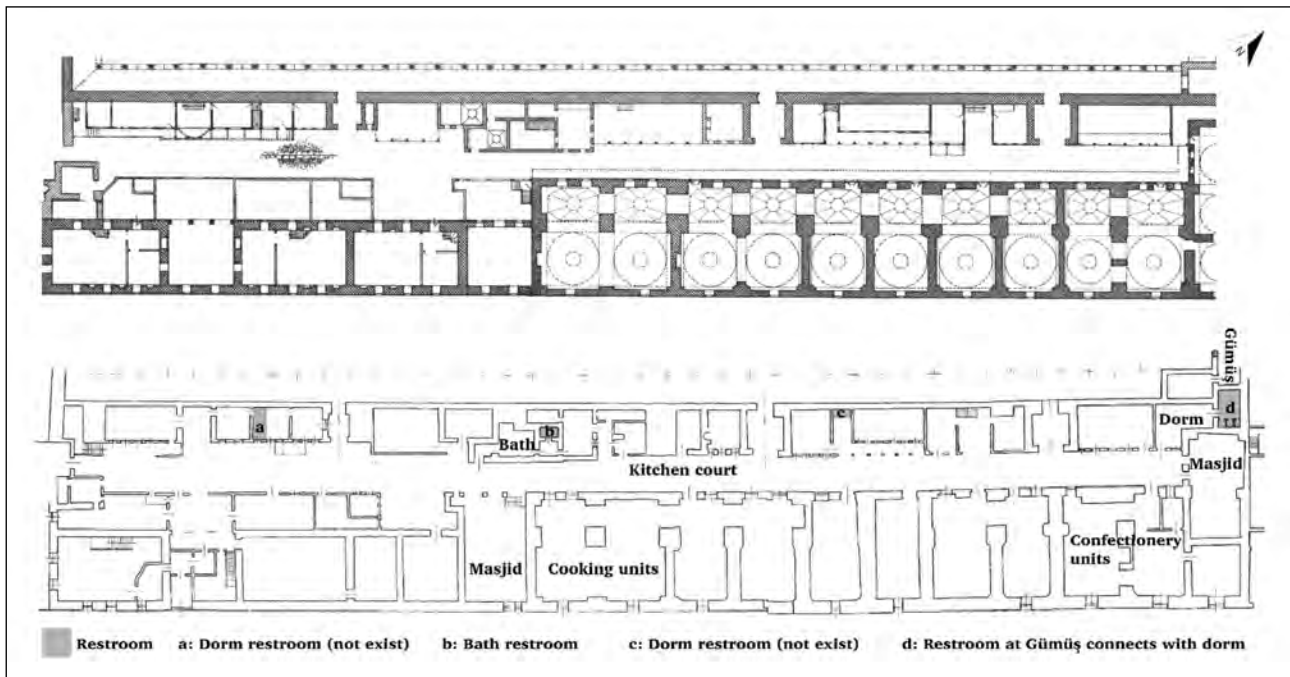 N
Gümüş
d
Dorm
a
b
c
Bath
Masjid
Kitchen court
Confectionery
units
Masjid
Cooking units
Restroom a: Dorm restroom (not exist) b: Bath restroom c: Dorm restroom (not exist) d: Restroom at Gümüş connects with dorm